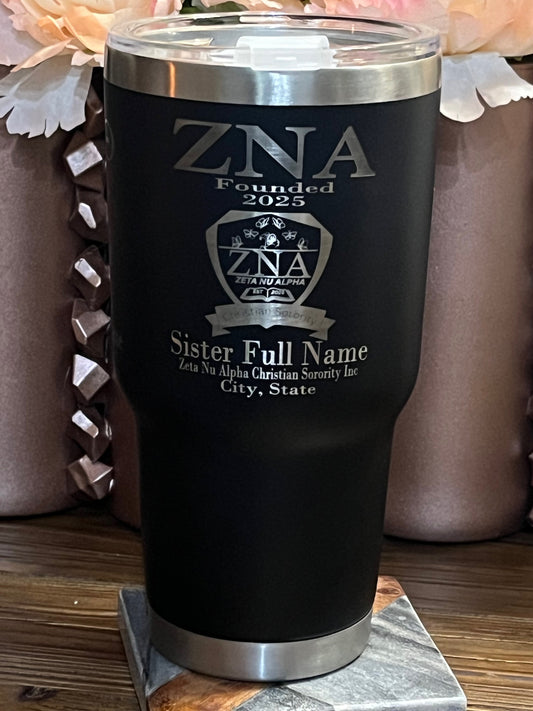 ZNA
Founded
2025
ZNA
ZETA NU ALPHA
EST 2025
Christian Sorority
Sister Full Name
Zeta Nu Alpha Christian Sorority Inc
City, State